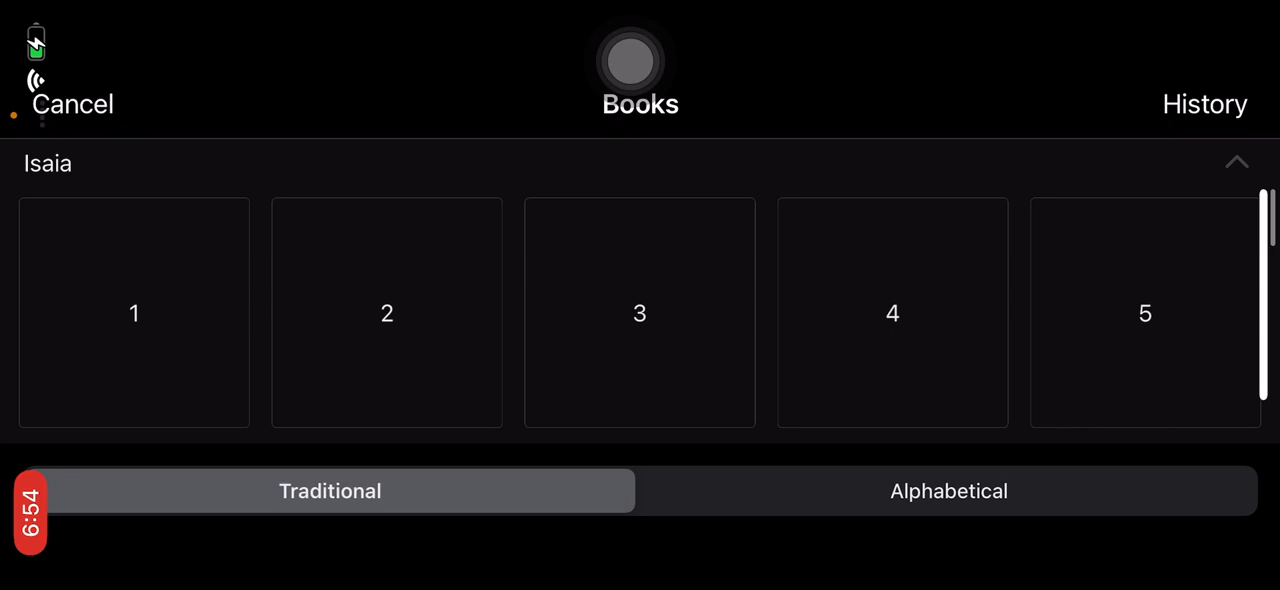 Cancel
Books
History
Isaia
1
2
3
4
5
Traditional
Alphabetical
6:54